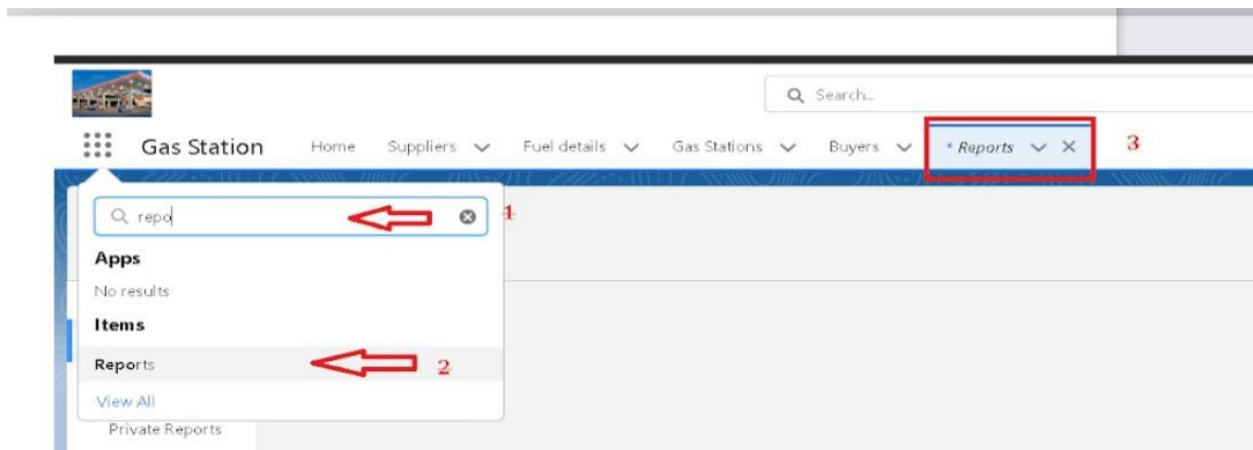 Search...
Gas Station Home Suppliers Fuel details Gas Stations Buyers * Reports 3
repo 1
Apps
No results
Items
Reports 2
View All
Private Reports